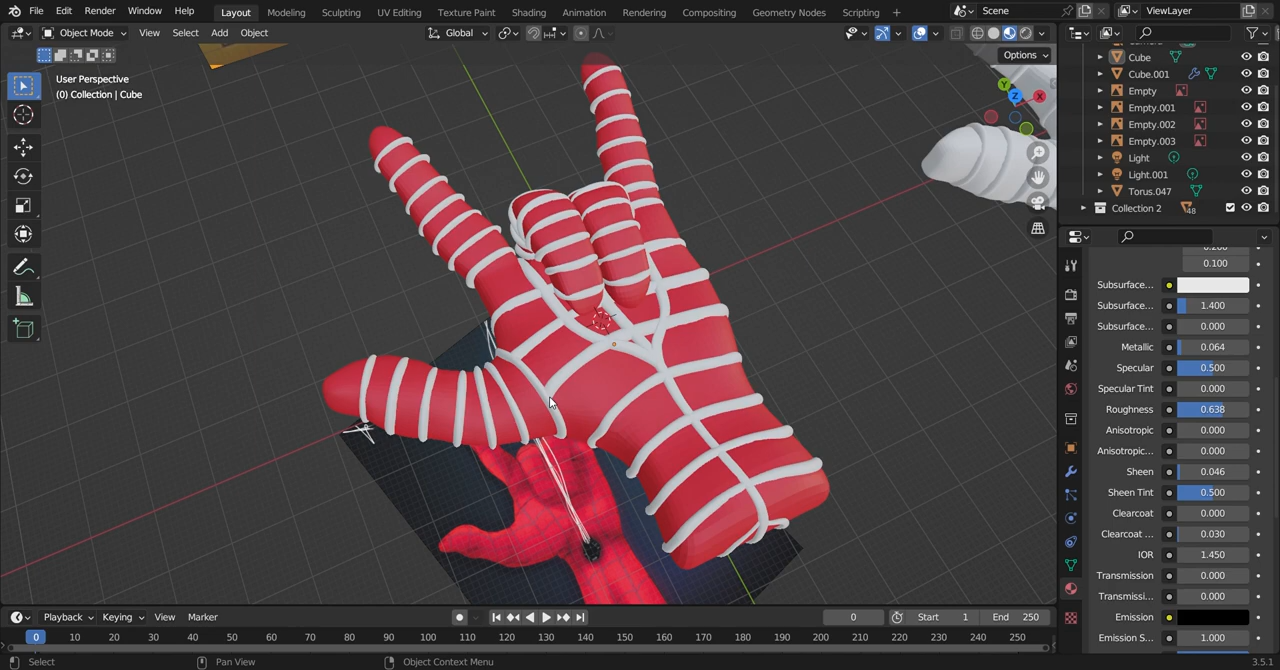 File Edit Render Window Help Layout Modeling Sculpting UV Editing Texture Paint Shading Animation Rendering Compositing Geometry Nodes Scripting + Scene ViewLayer
Object Mode View Select Add Object Global
Options
User Perspective
(0) Collection | Cube
Y
Z
X
Cube
Cube.001
Empty
Empty.001
Empty.002
Empty.003
Light
Light.001
Torus.047
Collection 2 48
0.100
Subsurface...
Subsurface... 1.400
Subsurface... 0.000
Metallic 0.064
Specular 0.500
Specular Tint 0.000
Roughness 0.638
Anisotropic 0.000
Anisotropic... 0.000
Sheen 0.046
Sheen Tint 0.500
Clearcoat 0.000
Clearcoat ... 0.030
IOR 1.450
Transmission 0.000
Transmissi... 0.000
Emission
Emission S... 1.000
Playback Keying View Marker 0 Start 1 End 250
0 10 20 30 40 50 60 70 80 90 100 110 120 130 140 150 160 170 180 190 200 210 220 230 240 250
Select Pan View Object Context Menu 3.5.1